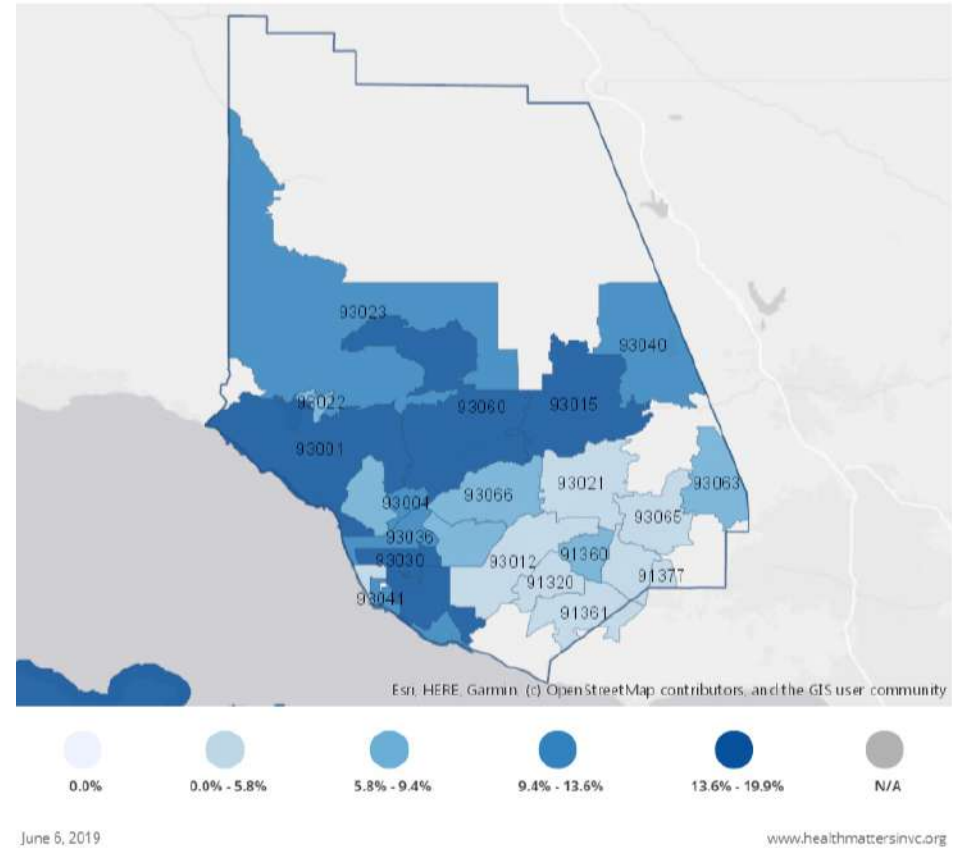 93023
93040
93022
93060
93015
93001
93004
93066
93021
93063
93065
93036
93030
93012
91360
91320
91377
93041
91361
Esri, HERE, Garmin, (c) OpenStreetMap contributors, and the GIS user community
0.0%
0.0% - 5.8%
5.8% - 9.4%
9.4% - 13.6%
13.6% - 19.9%
N/A
June 6, 2019
www.healthmattersinvc.org